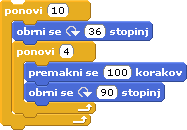 ponovi 10
obrni se 36 stopinj
ponovi 4
premakni se 100 korakov
obrni se 90 stopinj